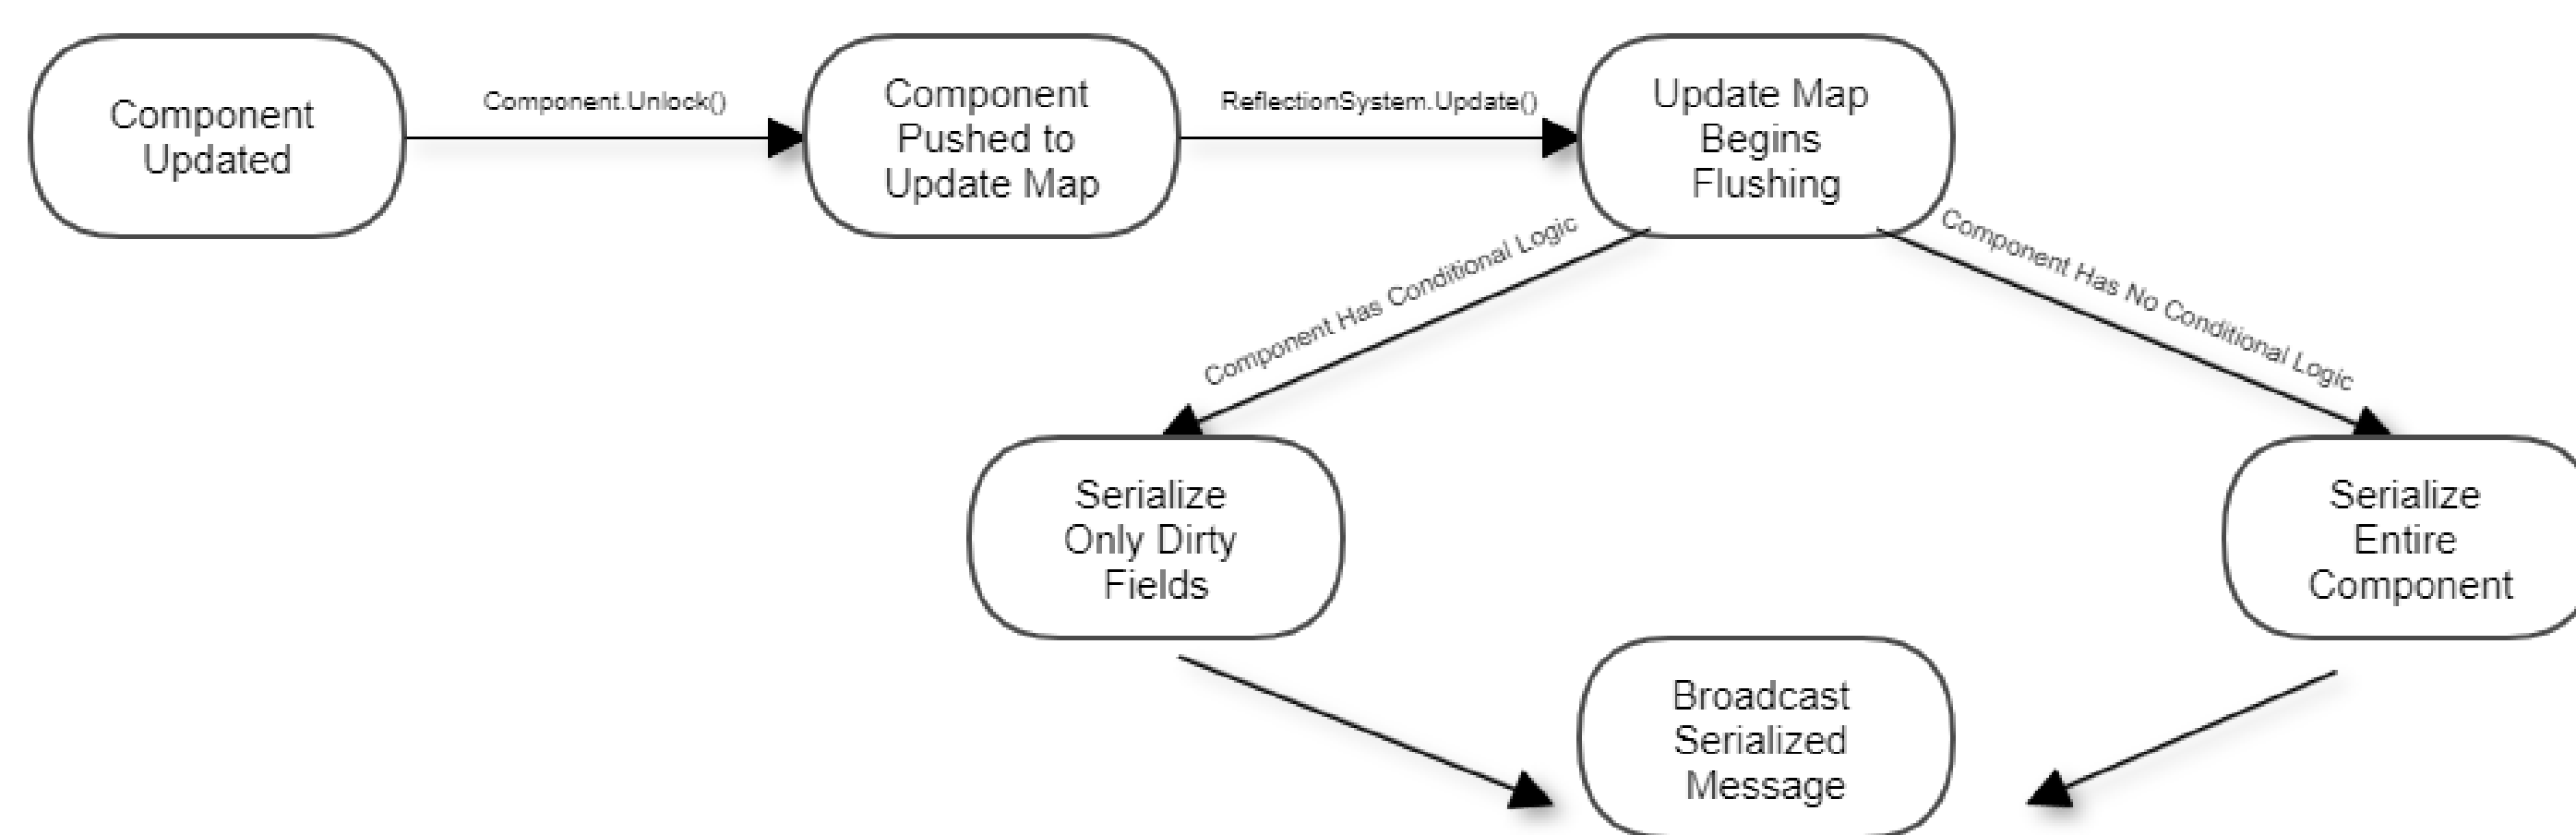 Component
Updated
Component.Unlock()
Component
Pushed to
Update Map
ReflectionSystem.Update()
Update Map
Begins
Flushing
Component Has Conditional Logic
Component Has No Conditional Logic
Serialize
Only Dirty
Fields
Serialize
Entire
Component
Broadcast
Serialized
Message